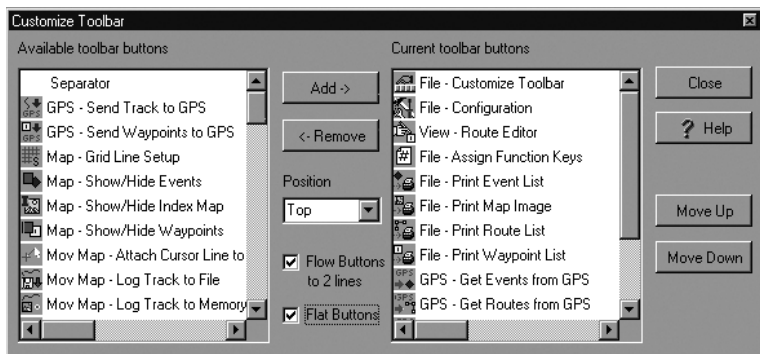 Customize Toolbar
Available toolbar buttons
Separator
GPS - Send Track to GPS
GPS - Send Waypoints to GPS
Map - Grid Line Setup
Map - Show/Hide Events
Map - Show/Hide Index Map
Map - Show/Hide Waypoints
Mov Map - Attach Cursor Line to
Mov Map - Log Track to File
Mov Map - Log Track to Memory
Add ->
<- Remove
Position
Top
Flow Buttons
to 2 lines
Flat Buttons
Current toolbar buttons
File - Customize Toolbar
File - Configuration
View - Route Editor
File - Assign Function Keys
File - Print Event List
File - Print Map Image
File - Print Route List
File - Print Waypoint List
GPS - Get Events from GPS
GPS - Get Routes from GPS
Close
? Help
Move Up
Move Down